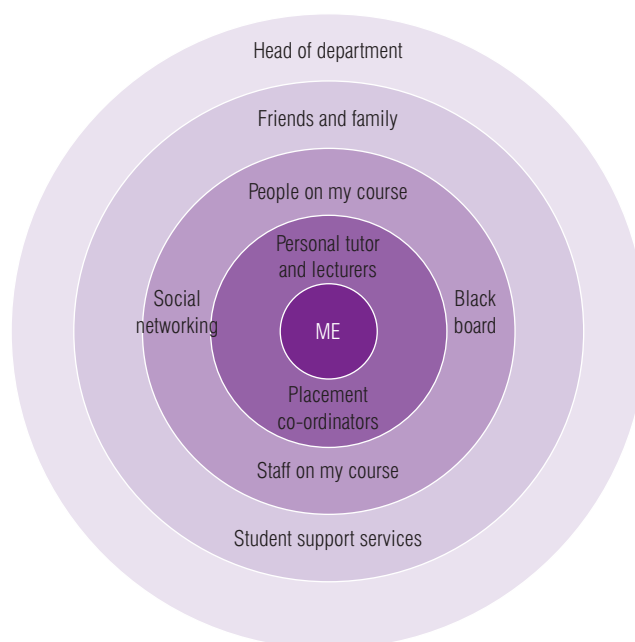 Head of department
Friends and family
People on my course
Personal tutor
and lecturers
Social
networking
ME
Black
board
Placement
co-ordinators
Staff on my course
Student support services